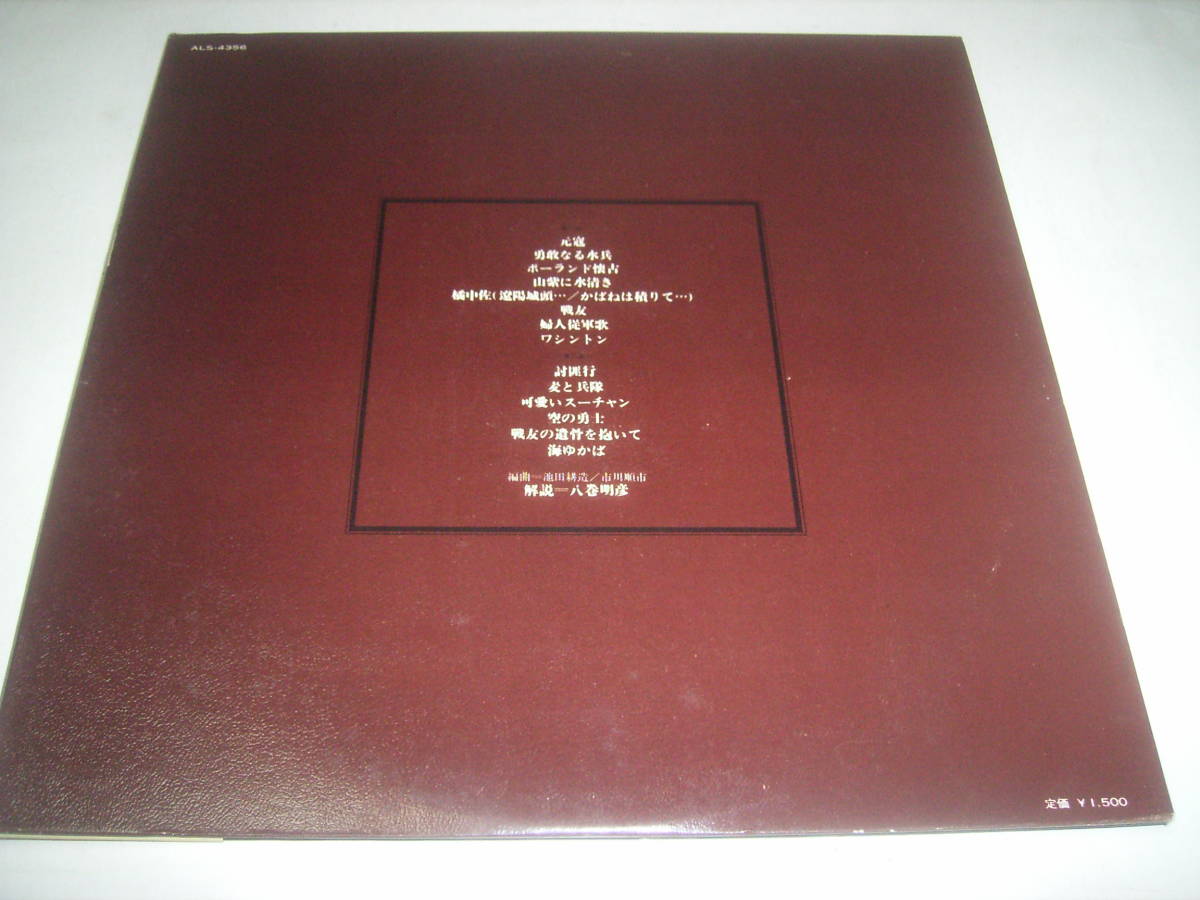 ALS-4356
元寇
勇敢なる水兵
ポーランド懐古
山紫に水清き
橘中佐(遼陽城頭…／かばねは積りて…)
戦友
婦人従軍歌
ワシントン
討匪行
麦と兵隊
可愛いスーチャン
空の勇士
戦友の遺骨を抱いて
海ゆかば
編曲＝池田耕造／市川順市
解説＝八巻明彦
定価 ¥1,500